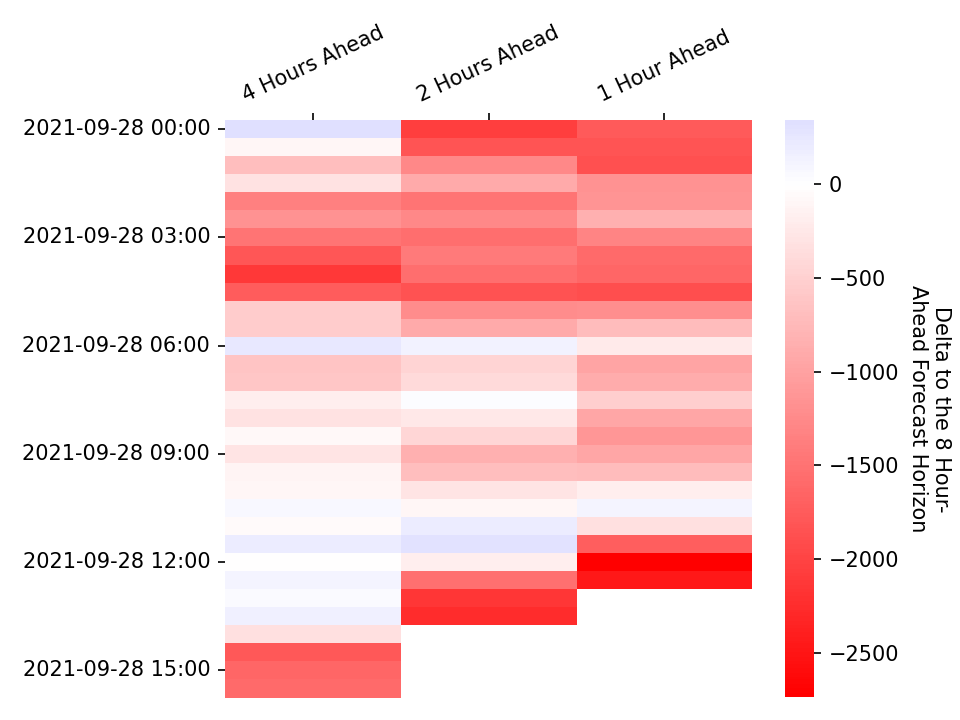 4 Hours Ahead
2 Hours Ahead
1 Hour Ahead
2021-09-28 00:00
2021-09-28 03:00
2021-09-28 06:00
2021-09-28 09:00
2021-09-28 12:00
2021-09-28 15:00
0
−500
−1000
−1500
−2000
−2500
Delta to the 8 Hour-
Ahead Forecast Horizon